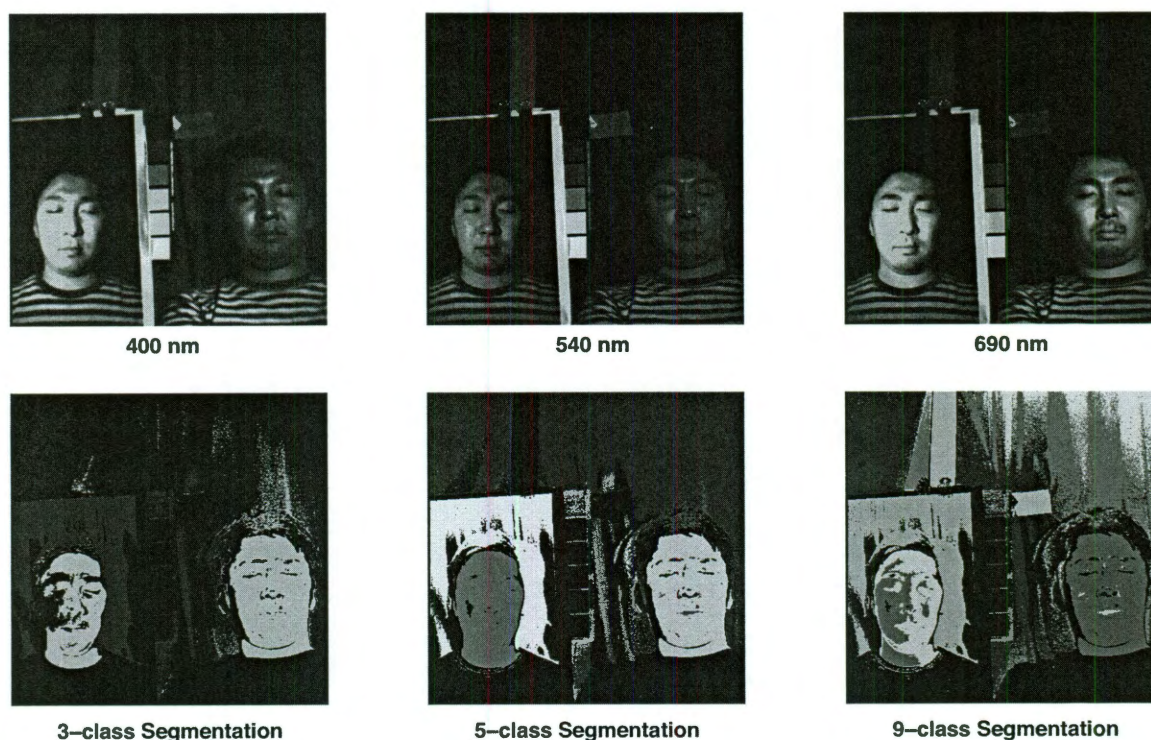 400 nm
540 nm
690 nm
3–class Segmentation
5–class Segmentation
9–class Segmentation